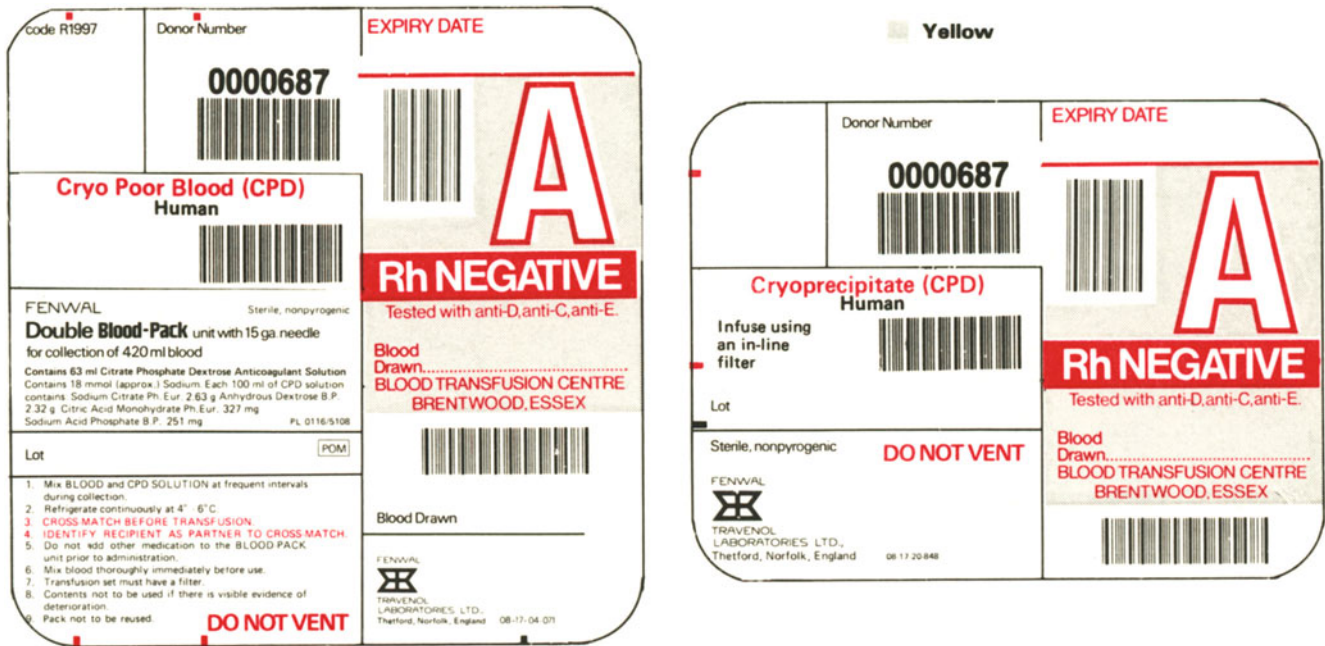 code R1997
Donor Number
0000687
Cryo Poor Blood (CPD)
Human
FENWAL
Sterile, nonpyrogenic
Double Blood-Pack unit with 15 ga. needle
for collection of 420 ml blood
Contains 63 ml Citrate Phosphate Dextrose Anticoagulant Solution
Contains 18 mmol (approx.) Sodium. Each 100 ml of CPD solution
contains: Sodium Citrate Ph. Eur. 2.63 g Anhydrous Dextrose B.P.
2.32 g Citric Acid Monohydrate Ph. Eur. 327 mg
Sodium Acid Phosphate B.P. 251 mg
PL 0116/5108
Lot
POM
1. Mix BLOOD and CPD SOLUTION at frequent intervals
during collection.
2. Refrigerate continuously at 4° - 6°C.
3. CROSS-MATCH BEFORE TRANSFUSION.
4. IDENTIFY RECIPIENT AS PARTNER TO CROSS-MATCH.
5. Do not add other medication to the BLOOD-PACK
unit prior to administration.
6. Mix blood thoroughly immediately before use.
7. Transfusion set must have a filter.
8. Contents not to be used if there is visible evidence of
deterioration.
9. Pack not to be reused.
DO NOT VENT
EXPIRY DATE
A
Rh NEGATIVE
Tested with anti-D, anti-C, anti-E.
Blood
Drawn..............................
BLOOD TRANSFUSION CENTRE
BRENTWOOD, ESSEX
Blood Drawn
FENWAL
TRAVENOL
LABORATORIES LTD.,
Thetford, Norfolk, England
08-17-04-071
Yellow
Donor Number
0000687
Cryoprecipitate (CPD)
Human
Infuse using
an in-line
filter
Lot
Sterile, nonpyrogenic
DO NOT VENT
FENWAL
TRAVENOL
LABORATORIES LTD.,
Thetford, Norfolk, England
08-17-20-848
EXPIRY DATE
A
Rh NEGATIVE
Tested with anti-D, anti-C, anti-E.
Blood
Drawn..............................
BLOOD TRANSFUSION CENTRE
BRENTWOOD, ESSEX